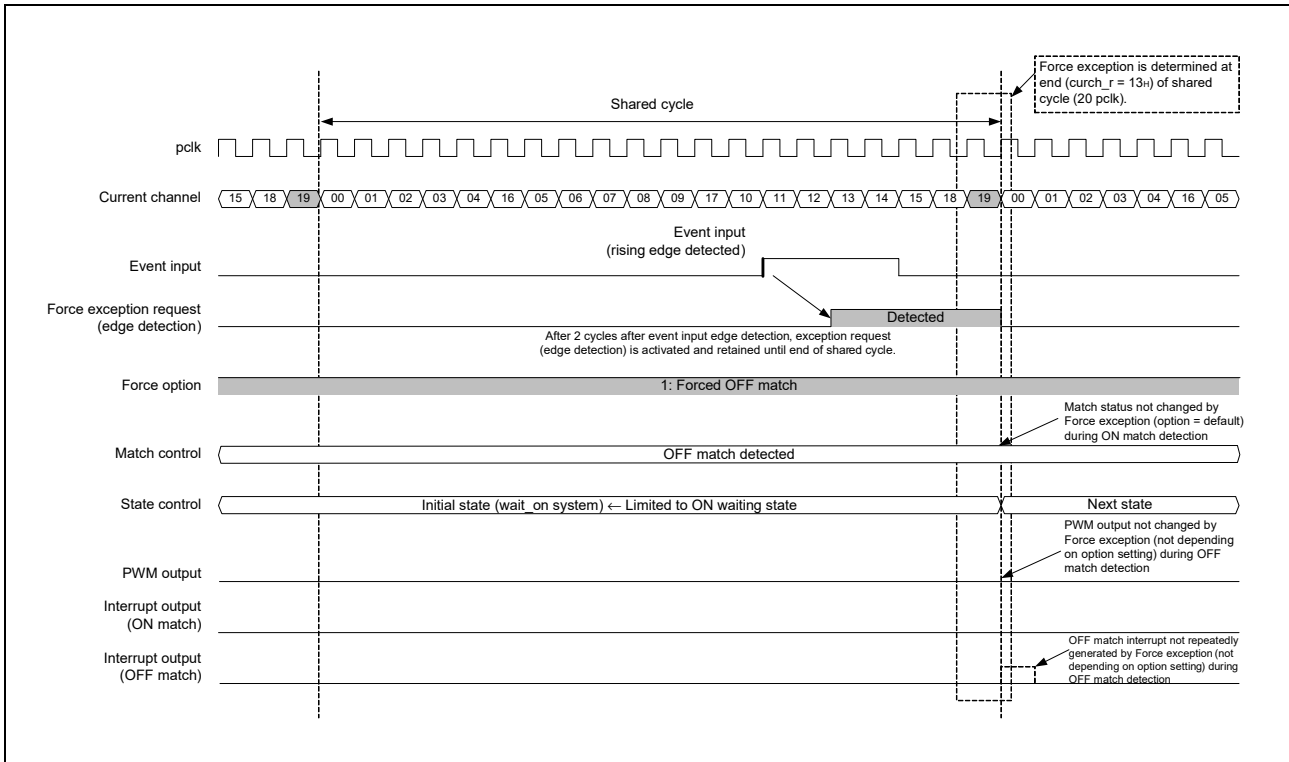 Force exception is determined at
end (curch_r = 13H) of shared
cycle (20 pclk).
Shared cycle
pclk
Current channel
15 18 19 00 01 02 03 04 16 05 06 07 08 09 17 10 11 12 13 14 15 18 19 00 01 02 03 04 16 05
Event input
(rising edge detected)
Event input
Force exception request
(edge detection)
Detected
After 2 cycles after event input edge detection, exception request
(edge detection) is activated and retained until end of shared cycle.
Force option
1: Forced OFF match
Match status not changed by
Force exception (option = default)
during ON match detection
Match control
OFF match detected
State control
Initial state (wait_on system) ← Limited to ON waiting state
Next state
PWM output not changed by
Force exception (not depending
on option setting) during OFF
match detection
PWM output
Interrupt output
(ON match)
Interrupt output
(OFF match)
OFF match interrupt not repeatedly
generated by Force exception (not
depending on option setting) during
OFF match detection